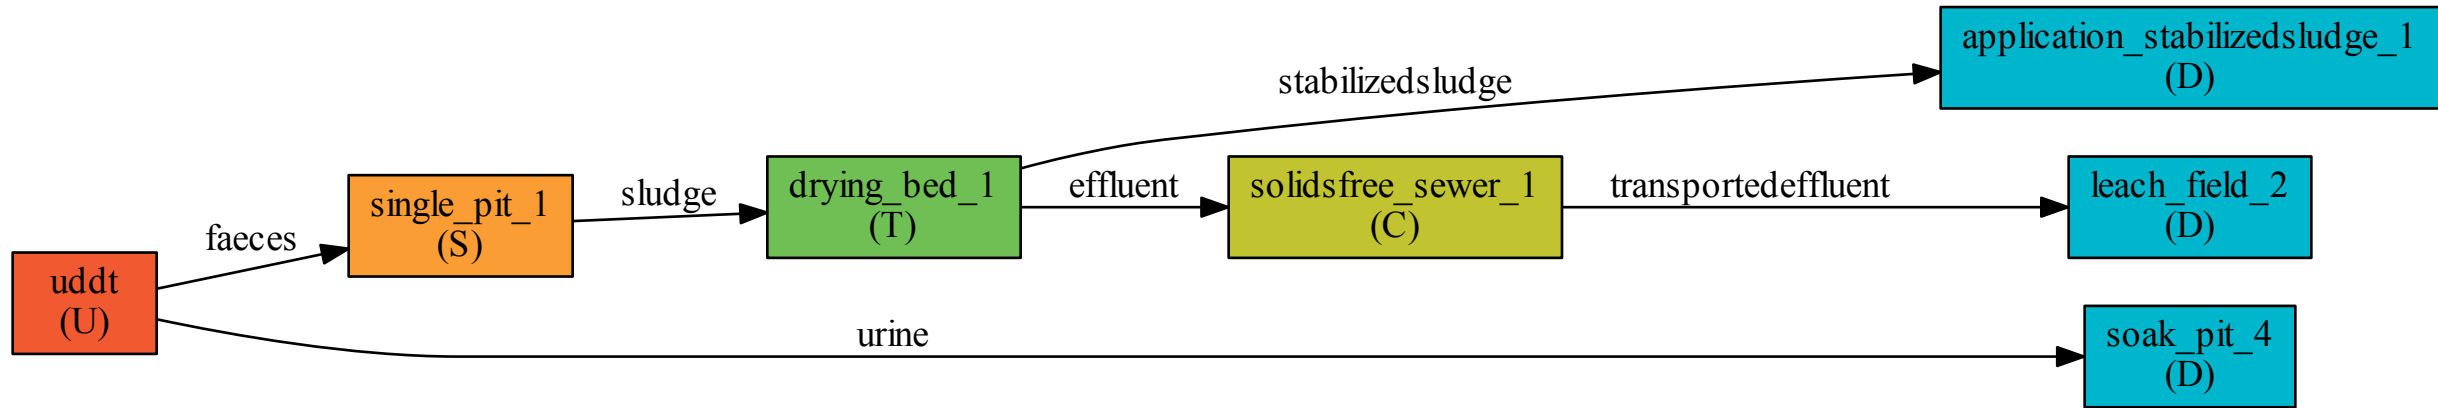 application_stabilizedsludge_1
(D)
stabilizedsludge
drying_bed_1
(T)
effluent
solidsfree_sewer_1
(C)
transportedeffluent
leach_field_2
(D)
sludge
single_pit_1
(S)
faeces
uddt
(U)
urine
soak_pit_4
(D)